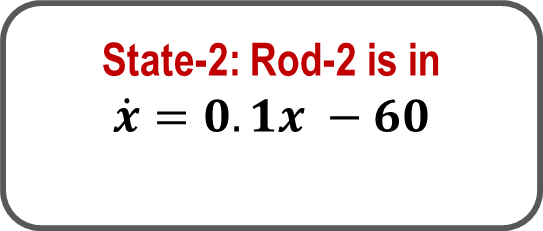 State-2: Rod-2 is in
ẋ = 0.1x − 60